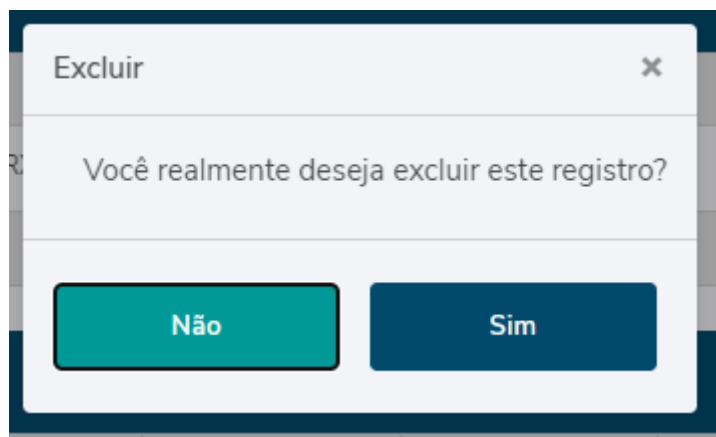 Excluir ×
Você realmente deseja excluir este registro?
Não Sim